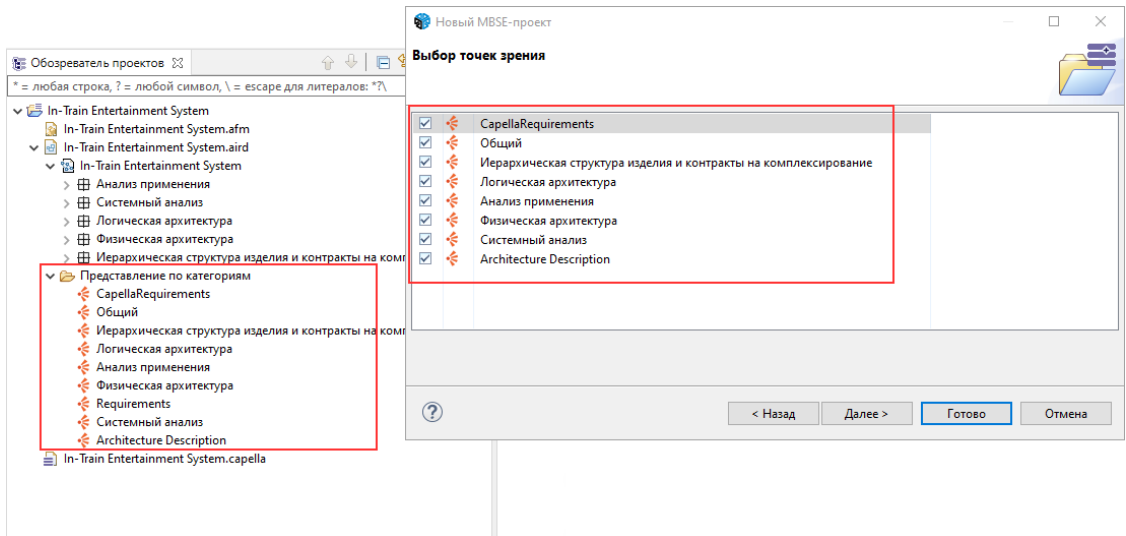 Обозреватель проектов
* = любая строка, ? = любой символ, \ = escape для литералов: *?\
In-Train Entertainment System
In-Train Entertainment System.afm
In-Train Entertainment System.aird
In-Train Entertainment System
Анализ применения
Системный анализ
Логическая архитектура
Физическая архитектура
Иерархическая структура изделия и контракты на комп
Представление по категориям
CapellaRequirements
Общий
Иерархическая структура изделия и контракты на комп
Логическая архитектура
Анализ применения
Физическая архитектура
Requirements
Системный анализ
Architecture Description
In-Train Entertainment System.capella
Новый MBSE-проект
Выбор точек зрения
CapellaRequirements
Общий
Иерархическая структура изделия и контракты на комплексирование
Логическая архитектура
Анализ применения
Физическая архитектура
Системный анализ
Architecture Description
? < Назад Далее > Готово Отмена